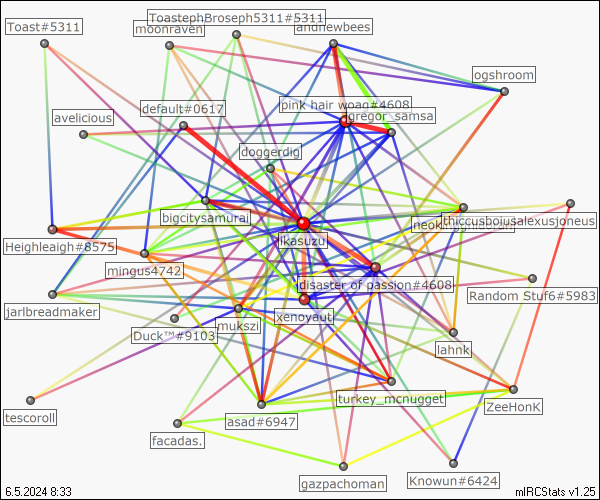 ToastephBroseph5311#5311
Toast#5311
moonraven
andrewbees
ogshroom
default#0617
pink hair woag#4608
gregor_samsa
avelicious
doggerdig
bigcitysamurai
thiccusboiusalexusjoneus
ikasuzu
Heighleaigh#8575
mingus4742
disaster of passion#4608
Random Stuf6#5983
jarlbreadmaker
xenoyaut
mukszi
Duck™#9103
lahnk
turkey_mcnugget
ZeeHonK
tescoroll
asad#6947
facadas.
gazpachoman
Knowun#6424
6.5.2024 8:33
mIRCStats v1.25